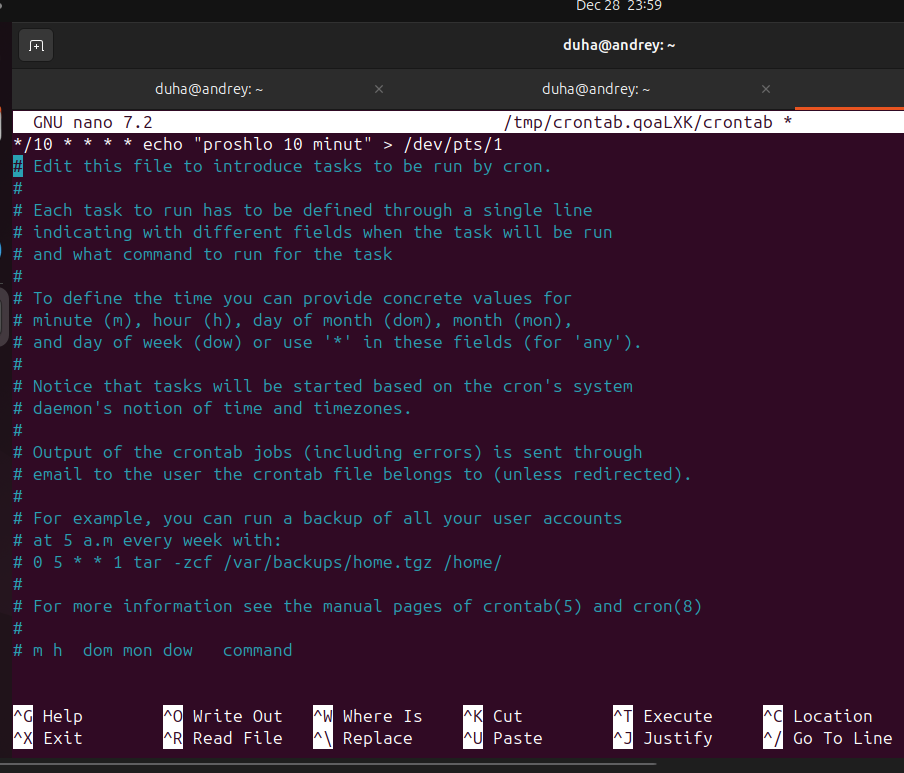 Dec 28 23:59
duha@andrey: ~
duha@andrey: ~ × duha@andrey: ~ ×
GNU nano 7.2 /tmp/crontab.qoaLXK/crontab *
*/10 * * * * echo "proshlo 10 minut" > /dev/pts/1
# Edit this file to introduce tasks to be run by cron.
#
# Each task to run has to be defined through a single line
# indicating with different fields when the task will be run
# and what command to run for the task
#
# To define the time you can provide concrete values for
# minute (m), hour (h), day of month (dom), month (mon),
# and day of week (dow) or use '*' in these fields (for 'any').
#
# Notice that tasks will be started based on the cron's system
# daemon's notion of time and timezones.
#
# Output of the crontab jobs (including errors) is sent through
# email to the user the crontab file belongs to (unless redirected).
#
# For example, you can run a backup of all your user accounts
# at 5 a.m every week with:
# 0 5 * * 1 tar -zcf /var/backups/home.tgz /home/
#
# For more information see the manual pages of crontab(5) and cron(8)
#
# m h  dom mon dow   command
^G Help ^O Write Out ^W Where Is ^K Cut ^T Execute ^C Location
^X Exit ^R Read File ^\ Replace ^U Paste ^J Justify ^/ Go To Line